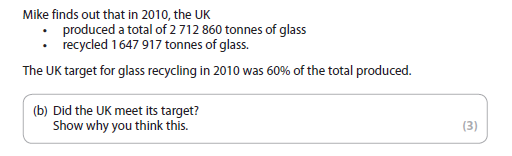 Mike finds out that in 2010, the UK
• produced a total of 2 712 860 tonnes of glass
• recycled 1 647 917 tonnes of glass.
The UK target for glass recycling in 2010 was 60% of the total produced.
(b) Did the UK meet its target?
Show why you think this. (3)